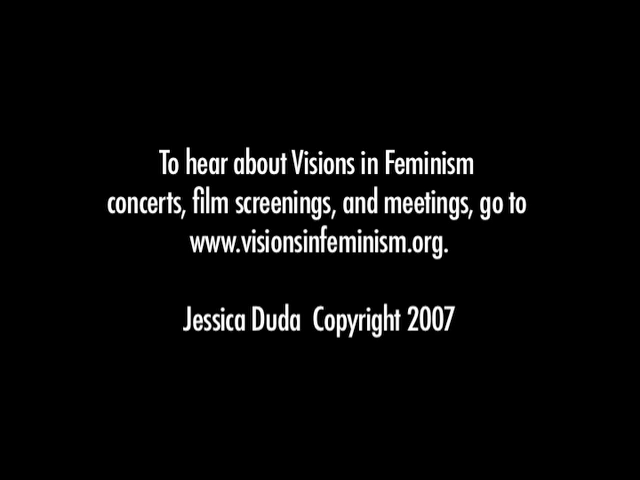 To hear about Visions in Feminism
concerts, film screenings, and meetings, go to
www.visionsinfeminism.org.
Jessica Duda  Copyright 2007